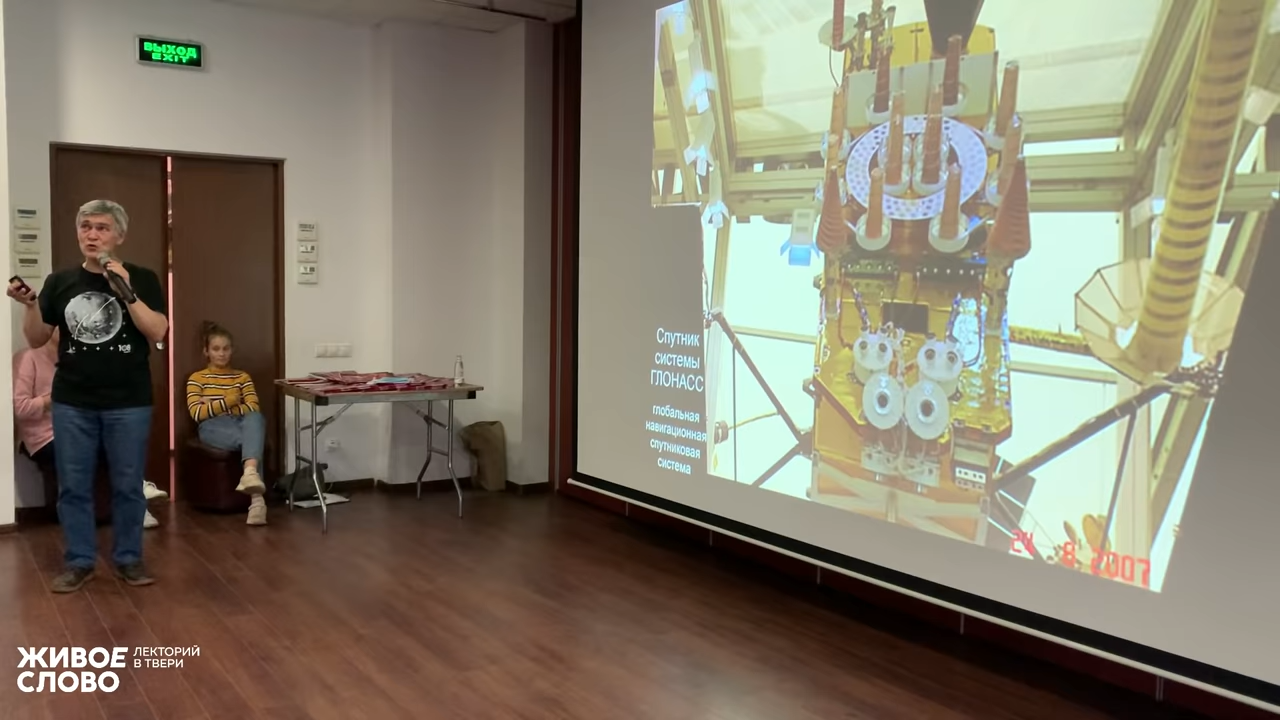 ВЫХОД
EXIT
Спутник
системы
ГЛОНАСС
глобальная
навигационная
спутниковая
система
24 8 2007
ЖИВОЕ
СЛОВО
ЛЕКТОРИЙ
В ТВЕРИ